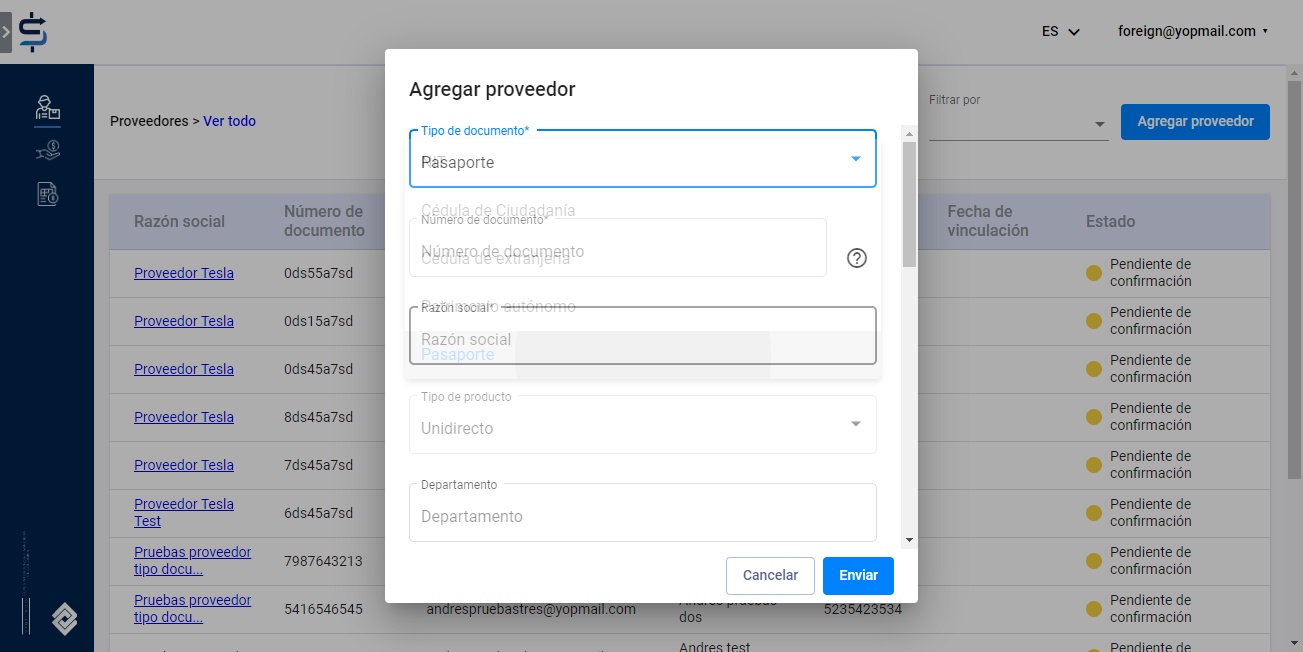 ES
foreign@yopmail.com
Proveedores > Ver todo
Filtrar por
Agregar proveedor
Razón social
Número de documento
Fecha de vinculación
Estado
Proveedor Tesla
0ds55a7sd
Pendiente de confirmación
Proveedor Tesla
0ds15a7sd
Pendiente de confirmación
Proveedor Tesla
0ds45a7sd
Pendiente de confirmación
Proveedor Tesla
8ds45a7sd
Pendiente de confirmación
Proveedor Tesla
7ds45a7sd
Pendiente de confirmación
Proveedor Tesla Test
6ds45a7sd
Pendiente de confirmación
Pruebas proveedor tipo docu...
7987643213
Pendiente de confirmación
Pruebas proveedor tipo docu...
5416546545
andrespruebastres@yopmail.com
Andres pruebas dos
5235423534
Pendiente de confirmación
Andres test
Agregar proveedor
Tipo de documento*
Pasaporte
Cédula de Ciudadanía
Número de documento*
Número de documento
Cédula de extranjería
Patrimonio autónomo
Razón social*
Razón social
Pasaporte
Tipo de producto
Unidirecto
Departamento
Departamento
Cancelar
Enviar